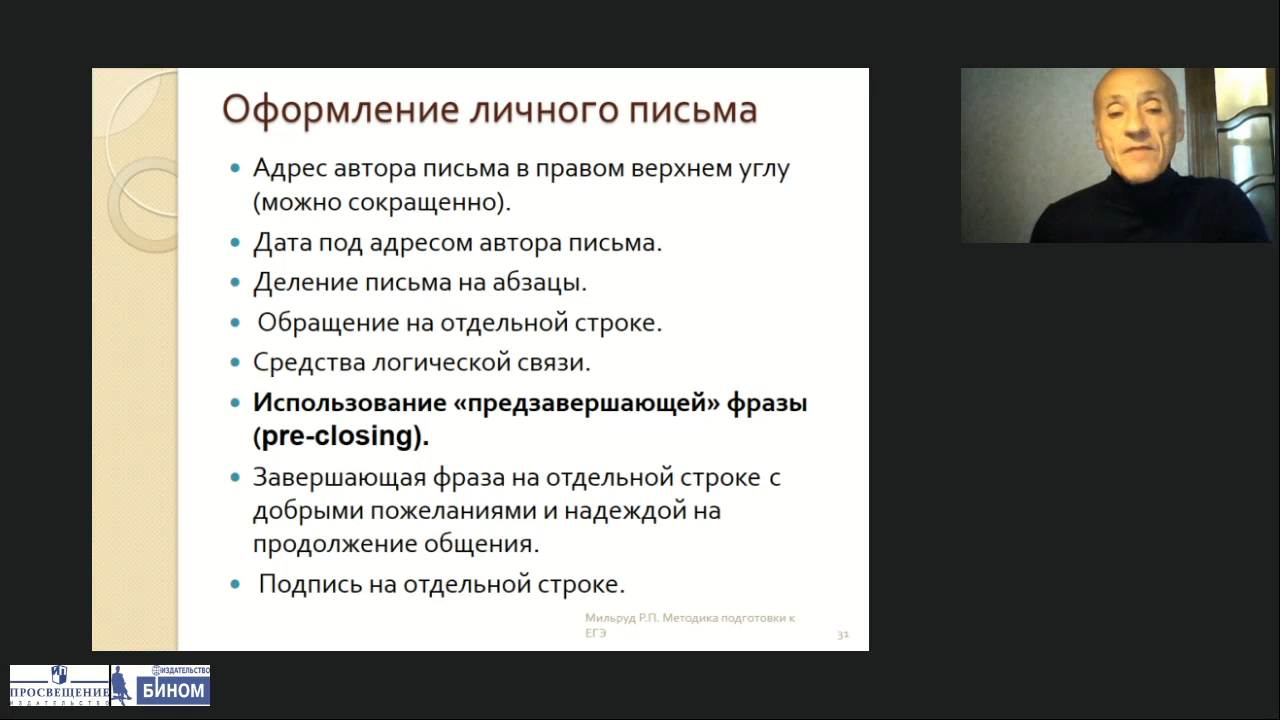 Оформление личного письма
• Адрес автора письма в правом верхнем углу
(можно сокращенно).
• Дата под адресом автора письма.
• Деление письма на абзацы.
• Обращение на отдельной строке.
• Средства логической связи.
• Использование «предзавершающей» фразы
(pre-closing).
• Завершающая фраза на отдельной строке с
добрыми пожеланиями и надеждой на
продолжение общения.
• Подпись на отдельной строке.
Мильруд Р.П. Методика подготовки к
ЕГЭ
31
ПРОСВЕЩЕНИЕ
ИЗДАТЕЛЬСТВО
ИЗДАТЕЛЬСТВО
БИНОМ